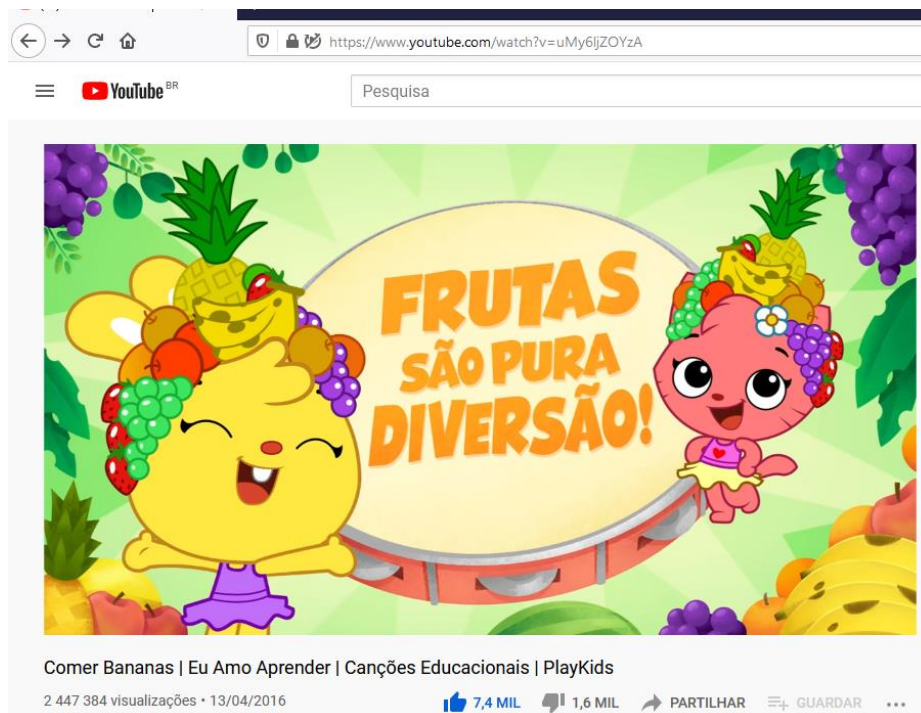 https://www.youtube.com/watch?v=uMy6ljZOYzA
YouTube BR
Pesquisa
FRUTAS
SÃO PURA
DIVERSÃO!
Comer Bananas | Eu Amo Aprender | Canções Educacionais | PlayKids
2 447 384 visualizações • 13/04/2016
7,4 MIL 1,6 MIL PARTILHAR GUARDAR